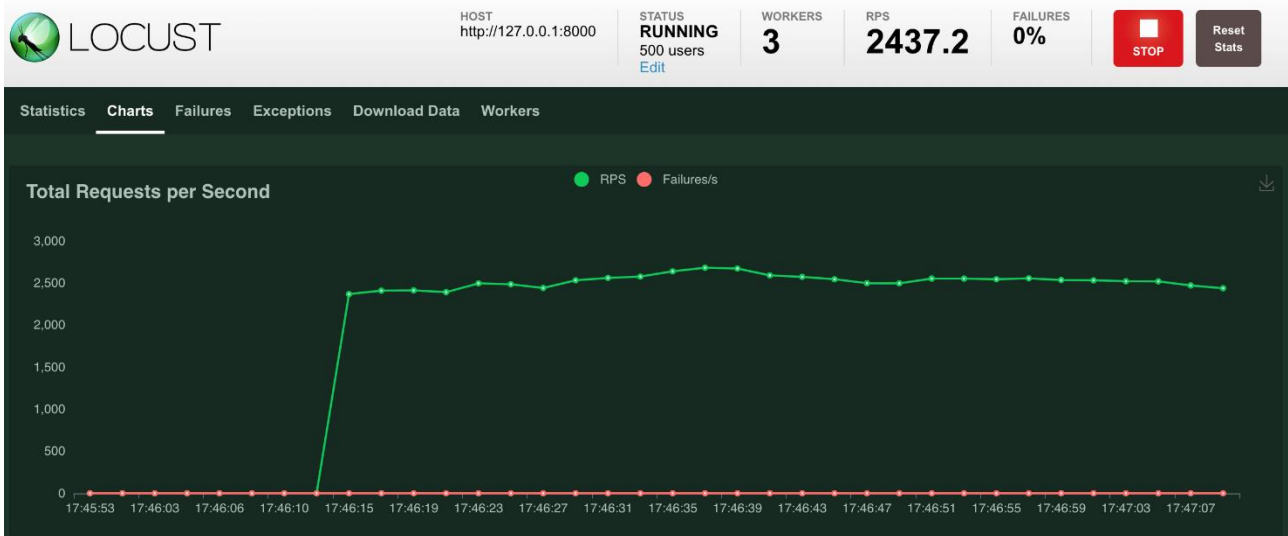 LOCUST
HOST
http://127.0.0.1:8000
STATUS
RUNNING
500 users
Edit
WORKERS
3
RPS
2437.2
FAILURES
0%
STOP
Reset
Stats
Statistics Charts Failures Exceptions Download Data Workers
Total Requests per Second
RPS Failures/s
3,000
2,500
2,000
1,500
1,000
500
0
17:45:53 17:46:03 17:46:06 17:46:10 17:46:15 17:46:19 17:46:23 17:46:27 17:46:31 17:46:35 17:46:39 17:46:43 17:46:47 17:46:51 17:46:55 17:46:59 17:47:03 17:47:07